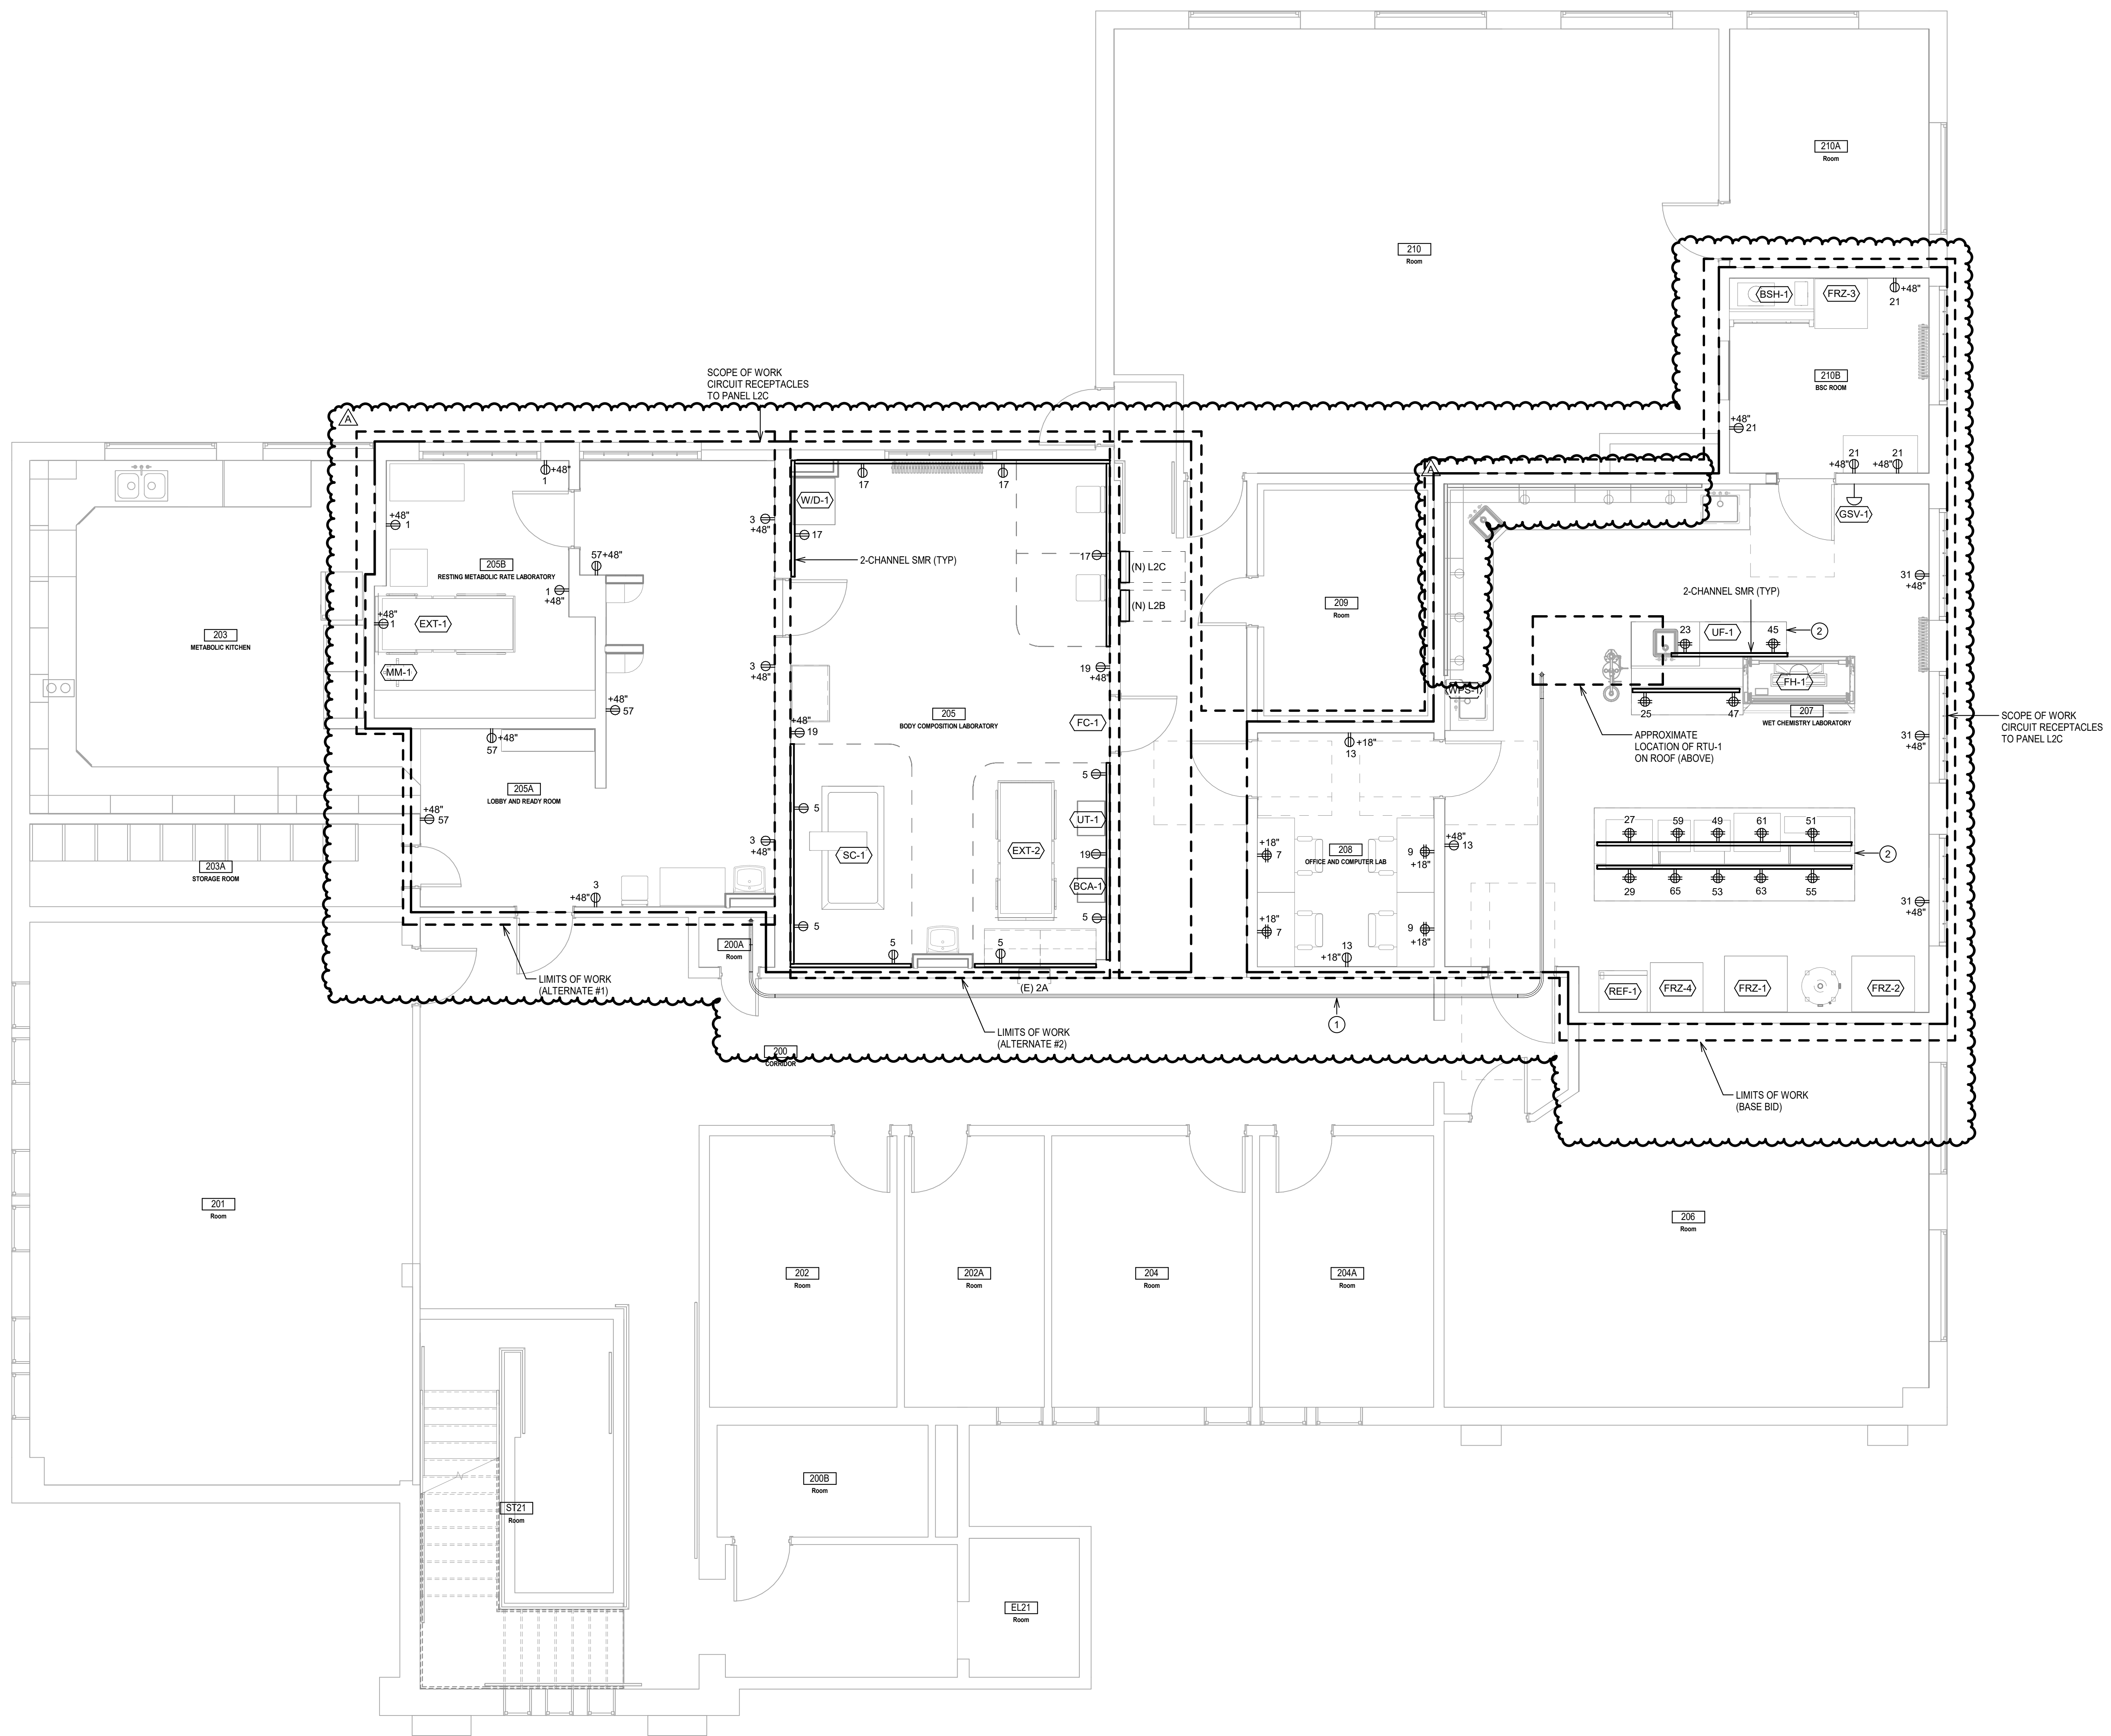 210A
Room
210
Room
BSH-1
FRZ-3
+48"
21
210B
BSC ROOM
SCOPE OF WORK
CIRCUIT RECEPTACLES
TO PANEL L2C
A
+48"
21
+48"
1
A
21
+48"
21
+48"
17
17
W/D-1
GSV-1
+48"
1
3
+48"
17
57+48"
17
2-CHANNEL SMR (TYP)
205B
RESTING METABOLIC RATE LABORATORY
(N) L2C
31
+48"
1
+48"
2-CHANNEL SMR (TYP)
(N) L2B
209
Room
+48"
1
EXT-1
203
METABOLIC KITCHEN
23
UF-1
45
2
3
+48"
19
+48"
MM-1
FH-1
WPS-1
+48"
57
25
47
207
WET CHEMISTRY LABORATORY
205
BODY COMPOSITION LABORATORY
FC-1
+48"
19
SCOPE OF WORK
CIRCUIT RECEPTACLES
TO PANEL L2C
+48"
57
31
+48"
APPROXIMATE
LOCATION OF RTU-1
ON ROOF (ABOVE)
+18"
13
5
205A
LOBBY AND READY ROOM
+48"
57
5
UT-1
27
59
49
61
51
3
+48"
+18"
7
208
OFFICE AND COMPUTER LAB
9
+18"
+48"
13
SC-1
EXT-2
19
2
203A
STORAGE ROOM
BCA-1
29
65
53
63
55
3
+48"
31
+48"
5
5
+18"
7
9
+18"
200A
Room
5
5
13
+18"
LIMITS OF WORK
(ALTERNATE #1)
(E) 2A
REF-1
FRZ-4
FRZ-1
FRZ-2
1
LIMITS OF WORK
(ALTERNATE #2)
200
CORRIDOR
LIMITS OF WORK
(BASE BID)
201
Room
206
Room
202
Room
202A
Room
204
Room
204A
Room
200B
Room
ST21
Room
EL21
Room